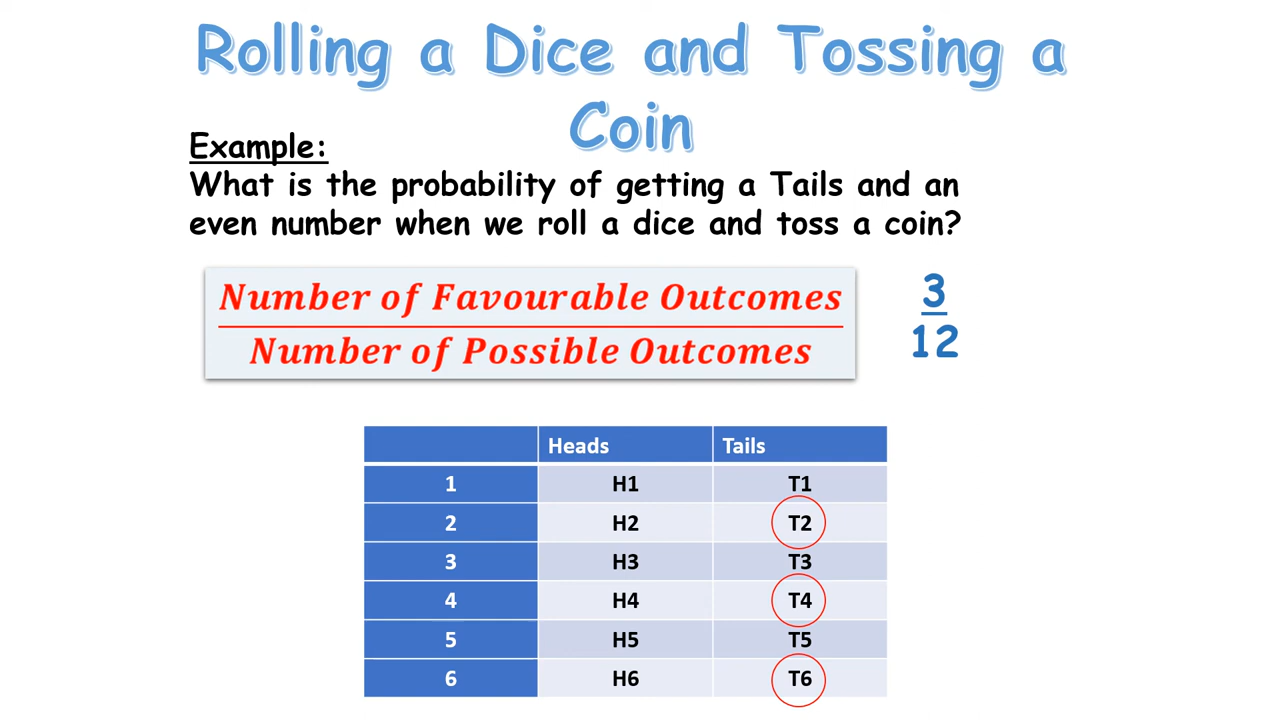 Rolling a Dice and Tossing a
Coin
Example:
What is the probability of getting a Tails and an
even number when we roll a dice and toss a coin?
Number of Favourable Outcomes
Number of Possible Outcomes
3
12
Heads Tails
1 H1 T1
2 H2 T2
3 H3 T3
4 H4 T4
5 H5 T5
6 H6 T6